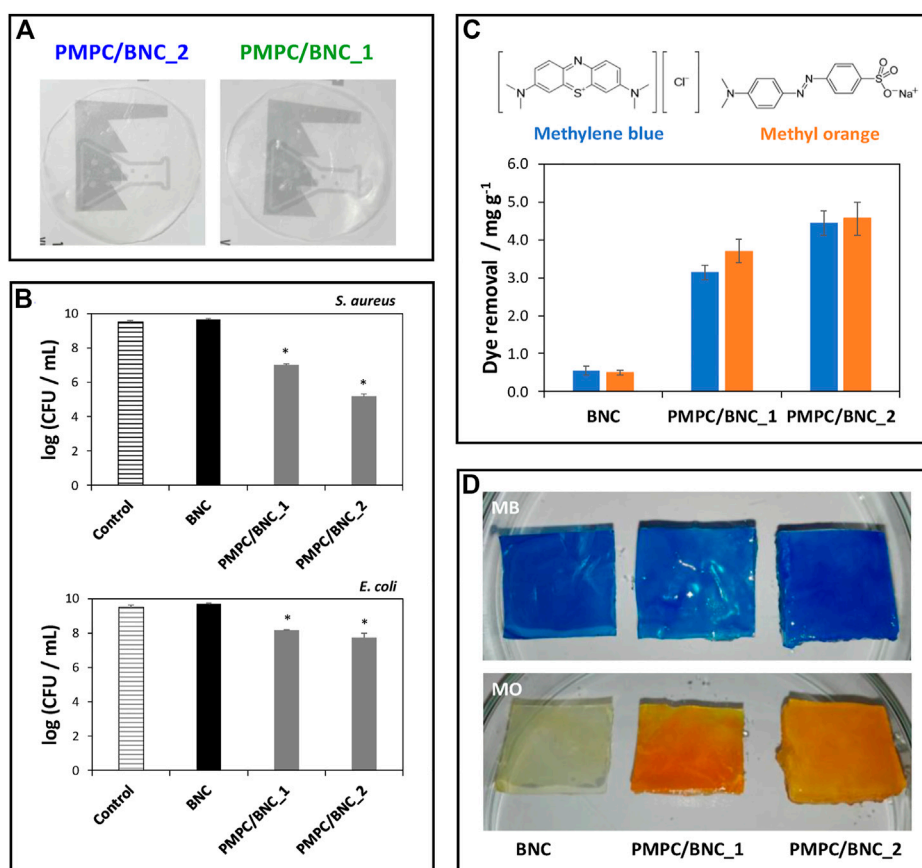 A
PMPC/BNC_2
PMPC/BNC_1
B
S. aureus
log (CFU / mL)
10
8
6
4
2
0
Control
BNC
PMPC/BNC_1
PMPC/BNC_2
E. coli
log (CFU / mL)
10
8
6
4
2
0
Control
BNC
PMPC/BNC_1
PMPC/BNC_2
C
N
N
S⁺
N
Cl⁻
N
N
N
O
S
O
O⁻Na⁺
Methylene blue
Methyl orange
Dye removal / mg g⁻¹
6.0
5.0
4.0
3.0
2.0
1.0
0.0
BNC
PMPC/BNC_1
PMPC/BNC_2
D
MB
MO
BNC
PMPC/BNC_1
PMPC/BNC_2